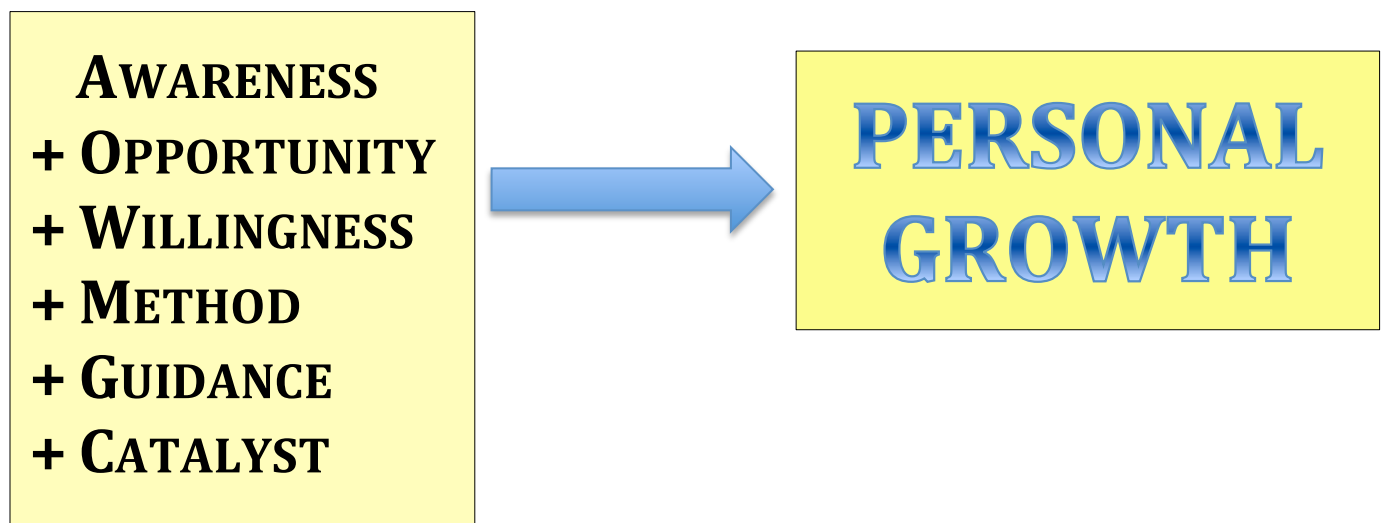 AWARENESS
+ OPPORTUNITY
+ WILLINGNESS
+ METHOD
+ GUIDANCE
+ CATALYST
PERSONAL
GROWTH